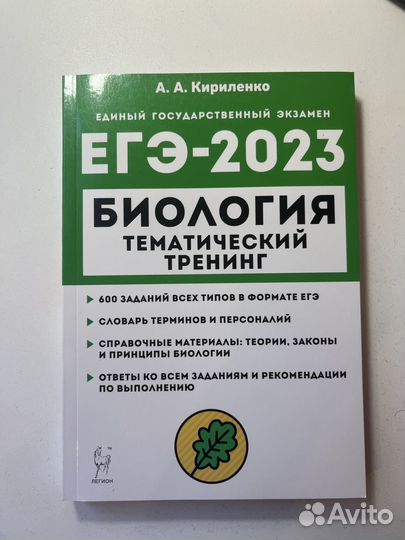 А. А. Кириленко
ЕДИНЫЙ ГОСУДАРСТВЕННЫЙ ЭКЗАМЕН
ЕГЭ-2023
БИОЛОГИЯ
ТЕМАТИЧЕСКИЙ
ТРЕНИНГ
600 ЗАДАНИЙ ВСЕХ ТИПОВ В ФОРМАТЕ ЕГЭ
СЛОВАРЬ ТЕРМИНОВ И ПЕРСОНАЛИЙ
СПРАВОЧНЫЕ МАТЕРИАЛЫ: ТЕОРИИ, ЗАКОНЫ
И ПРИНЦИПЫ БИОЛОГИИ
ОТВЕТЫ КО ВСЕМ ЗАДАНИЯМ И РЕКОМЕНДАЦИИ
ПО ВЫПОЛНЕНИЮ
TM
ЛЕГИОН
Avito